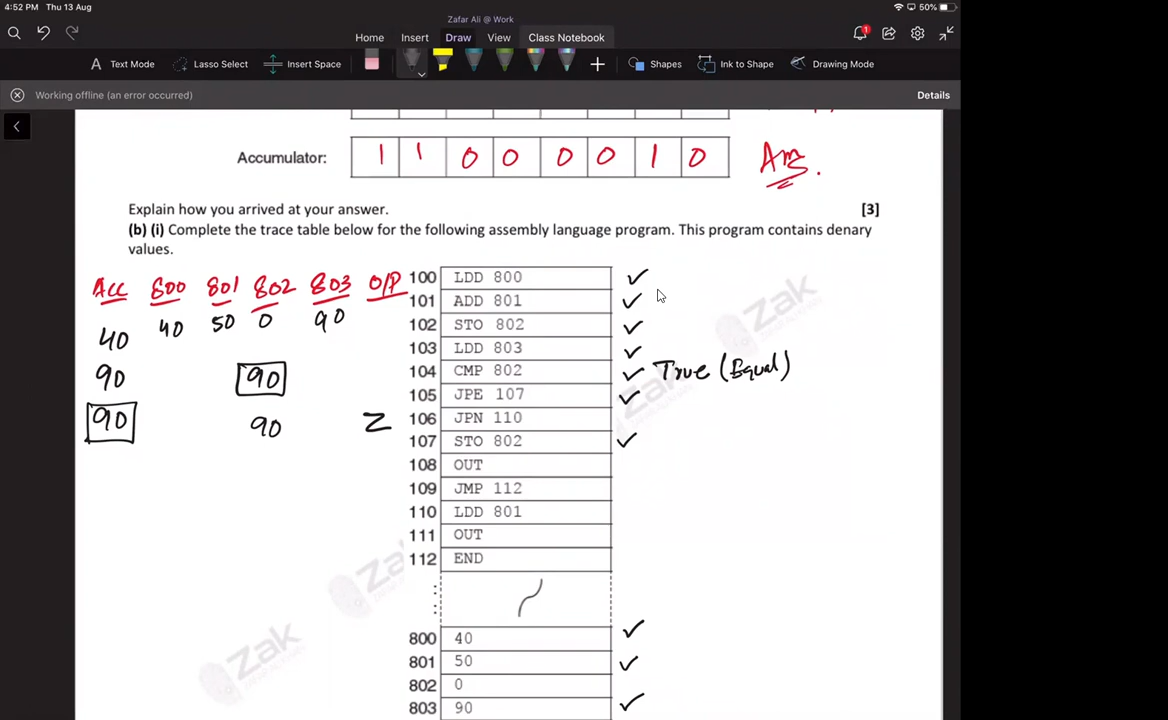 4:52 PM Thu 13 Aug
50%
Zafar Ali @ Work
Home Insert Draw View Class Notebook
1
A Text Mode Lasso Select Insert Space Shapes Ink to Shape Drawing Mode
Working offline (an error occurred) Details
Accumulator: 1 1 0 0 0 0 1 0 Ans.
Explain how you arrived at your answer. [3]
(b) (i) Complete the trace table below for the following assembly language program. This program contains denary
values.
Acc 800 801 802 803 O/P
40 50 0 90
40
90 90
90 90
100 LDD 800 ✓
101 ADD 801 ✓
102 STO 802 ✓
103 LDD 803 ✓
104 CMP 802 ✓ True (Equal)
105 JPE 107 ✓
106 JPN 110
107 STO 802 ✓
108 OUT
109 JMP 112
110 LDD 801
111 OUT
112 END
:
:
800 40 ✓
801 50 ✓
802 0
803 90 ✓
Zak
Zak
Zak